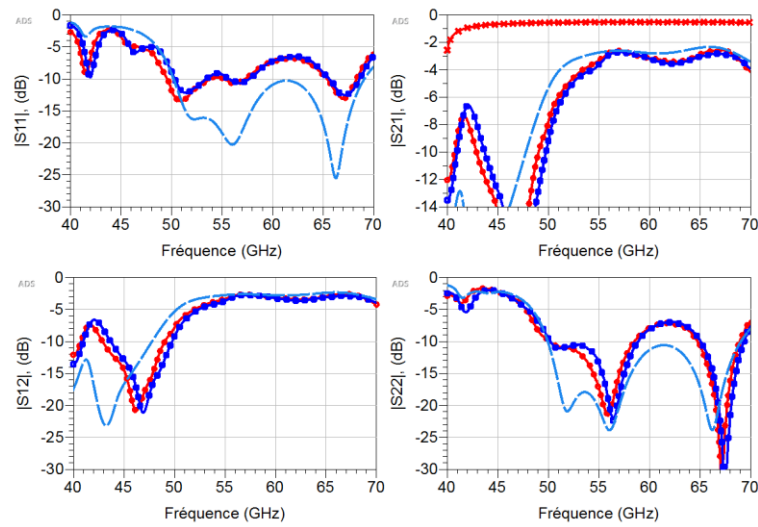 ADS
|S11|, (dB)
0
-5
-10
-15
-20
-25
-30
40 45 50 55 60 65 70
Fréquence (GHz)
ADS
|S21|, (dB)
0
-2
-4
-6
-8
-10
-12
-14
40 45 50 55 60 65 70
Fréquence (GHz)
ADS
|S12|, (dB)
0
-5
-10
-15
-20
-25
-30
40 45 50 55 60 65 70
Fréquence (GHz)
ADS
|S22|, (dB)
0
-5
-10
-15
-20
-25
-30
40 45 50 55 60 65 70
Fréquence (GHz)